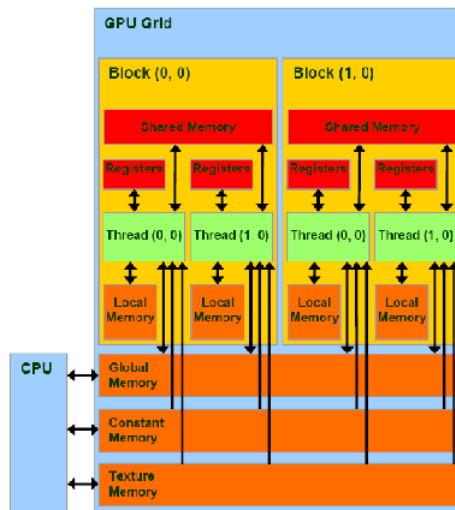 GPU Grid
Block (0, 0)
Block (1, 0)
Shared Memory
Shared Memory
Registers
Registers
Registers
Registers
Thread (0, 0)
Thread (1 0)
Thread (0, 0)
Thread (1, 0)
Local
Memory
Local
Memory
Local
Memory
Local
Memory
CPU
Global
Memory
Constant
Memory
Texture
Memory